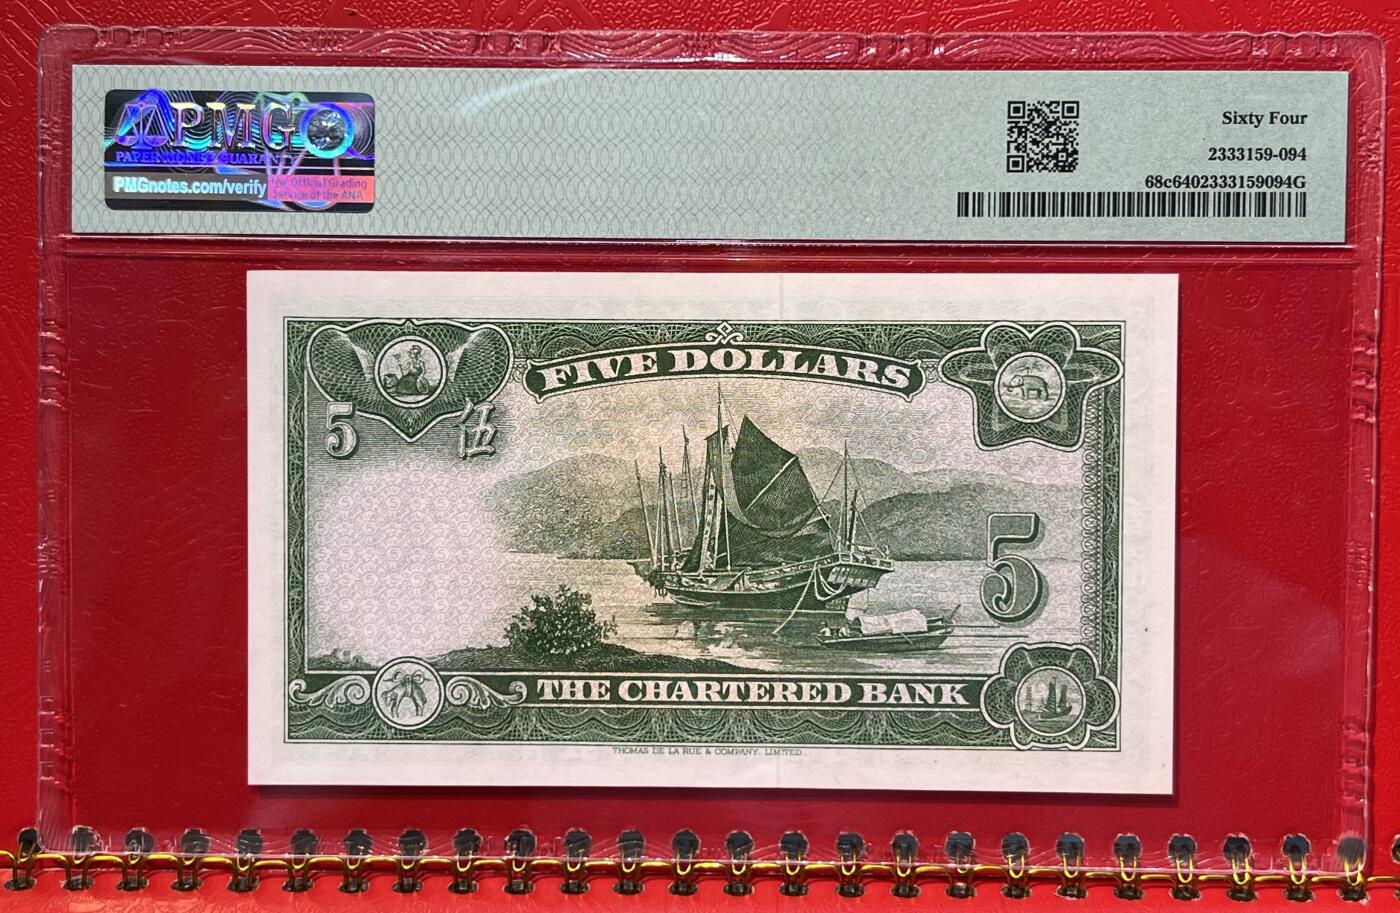 PMG
PAPER MONEY GUARANTY
PMGnotes.com/verify
The Official Grading
Service of the ANA
Sixty Four
2333159-094
68c6402333159094G
FIVE DOLLARS
5 伍
5
THE CHARTERED BANK
THOMAS DE LA RUE & COMPANY, LIMITED